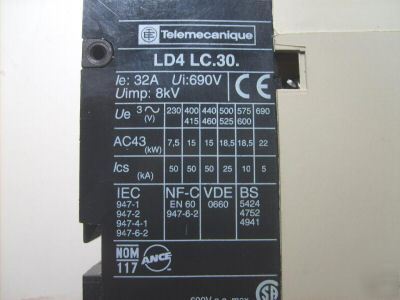 Telemecanique
LD4 LC.30.
Ie: 32A Ui:690V
Uimp: 8kV
CE
Ue 3~ (V) 230 400 440 500 575 690
415 460 525 600
AC43 (kW) 7,5 15 15 18,5 18,5 22
Ics (kA) 50 50 50 25 10 5
IEC NF-C VDE BS
947-1 EN 60 0660 5424
947-2 947-6-2 4752
947-4-1 4941
947-6-2
NOM
117
ANCE
SA